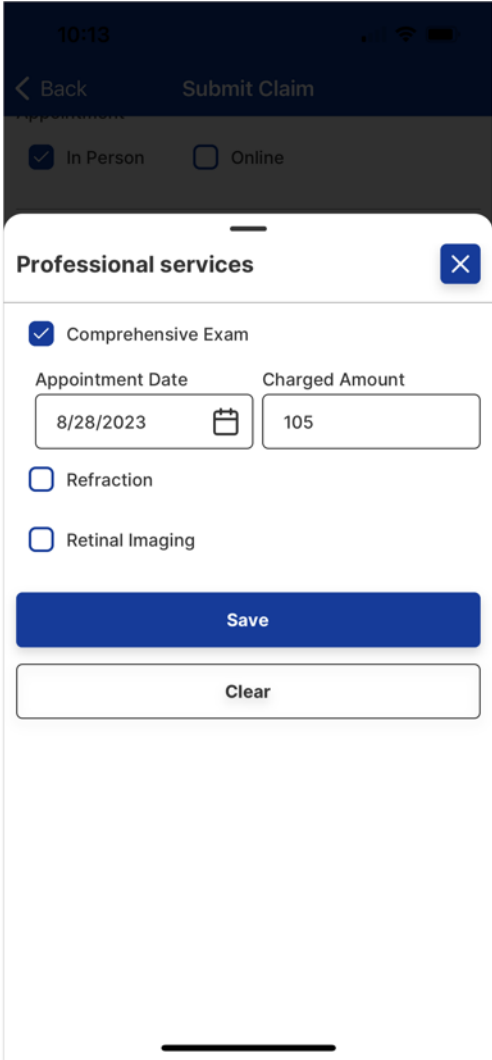 10:13
Back Submit Claim
Appointment
In Person Online
Professional services
Comprehensive Exam
Appointment Date Charged Amount
8/28/2023 105
Refraction
Retinal Imaging
Save
Clear